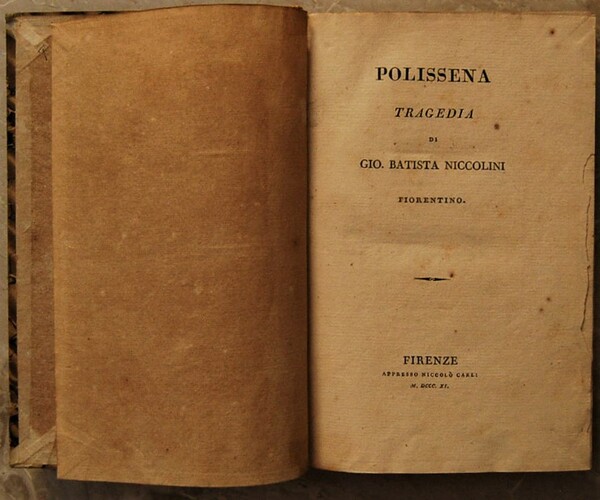 POLISSENA
TRAGEDIA
DI
GIO. BATISTA NICCOLINI
FIORENTINO.
FIRENZE
APPRESSO NICCOLÒ CARLI
M. DCCC. XI.